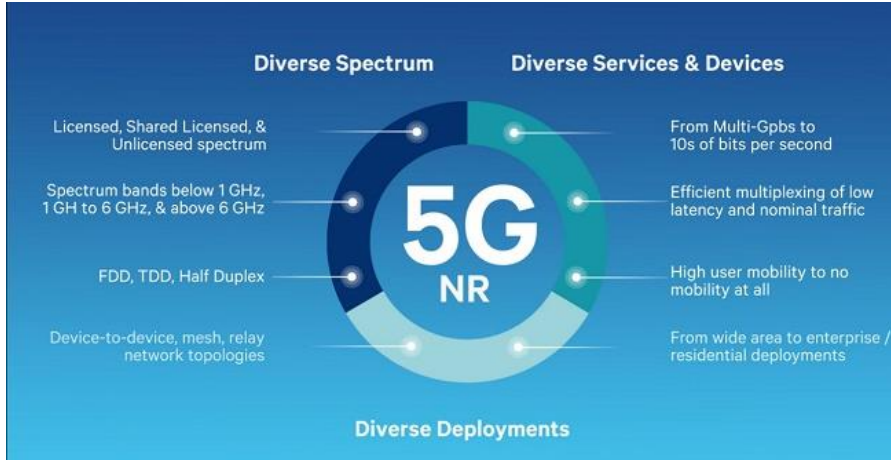 Diverse Spectrum
Diverse Services & Devices
Licensed, Shared Licensed, &
Unlicensed spectrum
Spectrum bands below 1 GHz,
1 GH to 6 GHz, & above 6 GHz
FDD, TDD, Half Duplex
Device-to-device, mesh, relay
network topologies
5G
NR
From Multi-Gpbs to
10s of bits per second
Efficient multiplexing of low
latency and nominal traffic
High user mobility to no
mobility at all
From wide area to enterprise /
residential deployments
Diverse Deployments